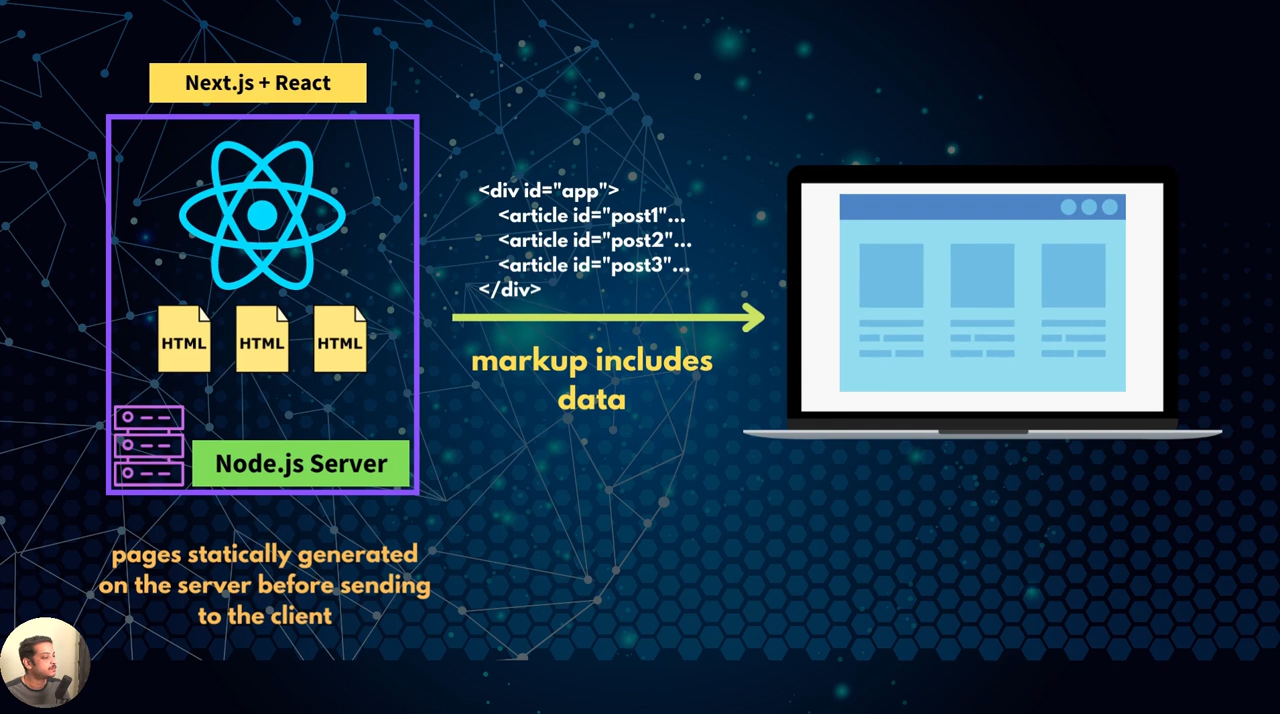 Next.js + React
<div id="app">
<article id="post1"...
<article id="post2"...
<article id="post3"...
</div>
HTML
HTML
HTML
markup includes
data
Node.js Server
pages statically generated
on the server before sending
to the client